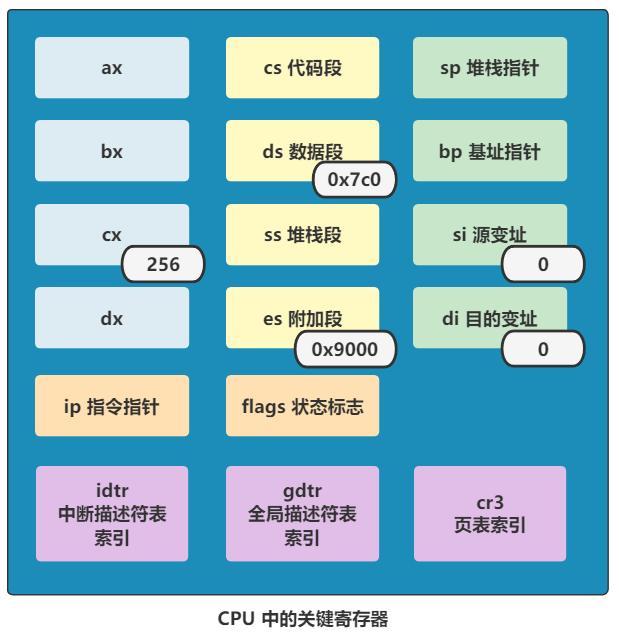 ax
cs 代码段
sp 堆栈指针
bx
ds 数据段
0x7c0
bp 基址指针
cx
256
ss 堆栈段
si 源变址
0
dx
es 附加段
0x9000
di 目的变址
0
ip 指令指针
flags 状态标志
idtr
中断描述符表
索引
gdtr
全局描述符表
索引
cr3
页表索引
CPU 中的关键寄存器